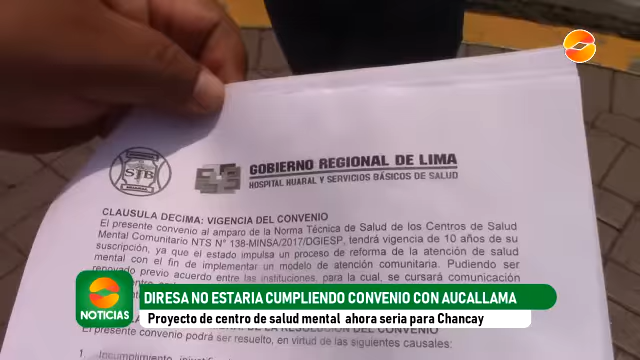 GOBIERNO REGIONAL DE LIMA
HOSPITAL HUARAL Y SERVICIOS BÁSICOS DE SALUD
CLAUSULA DECIMA: VIGENCIA DEL CONVENIO
El presente convenio al amparo de la Norma Técnica de Salud de los Centros de Salud
Mental Comunitario NTS N° 138-MINSA/2017/DGIESP, tendrá vigencia de 10 años de su
suscripción, ya que el estado impulsa un proceso de reforma de la atención de salud
mental con el fin de implementar un modelo de atención comunitaria. Pudiendo ser
renovado previo acuerdo entre las instituciones, para lo cual, se cursará comunicación
DIRESA NO ESTARIA CUMPLIENDO CONVENIO CON AUCALLAMA
NOTICIAS
Proyecto de centro de salud mental ahora seria para Chancay
El presente convenio podrá ser resuelto, en virtud de las siguientes causales: